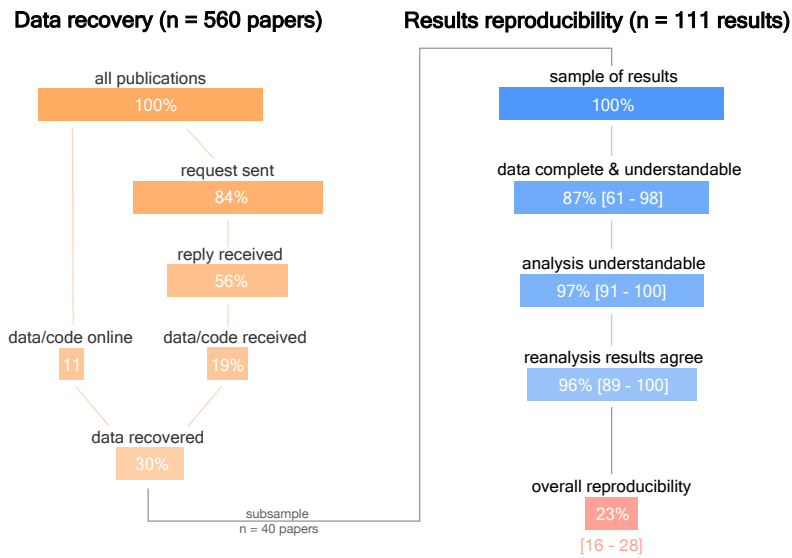 Data recovery (n = 560 papers)
all publications
100%
request sent
84%
reply received
56%
data/code online
11
data/code received
19%
data recovered
30%
subsample
n = 40 papers
Results reproducibility (n = 111 results)
sample of results
100%
data complete & understandable
87% [61 - 98]
analysis understandable
97% [91 - 100]
reanalysis results agree
96% [89 - 100]
overall reproducibility
23%
[16 - 28]